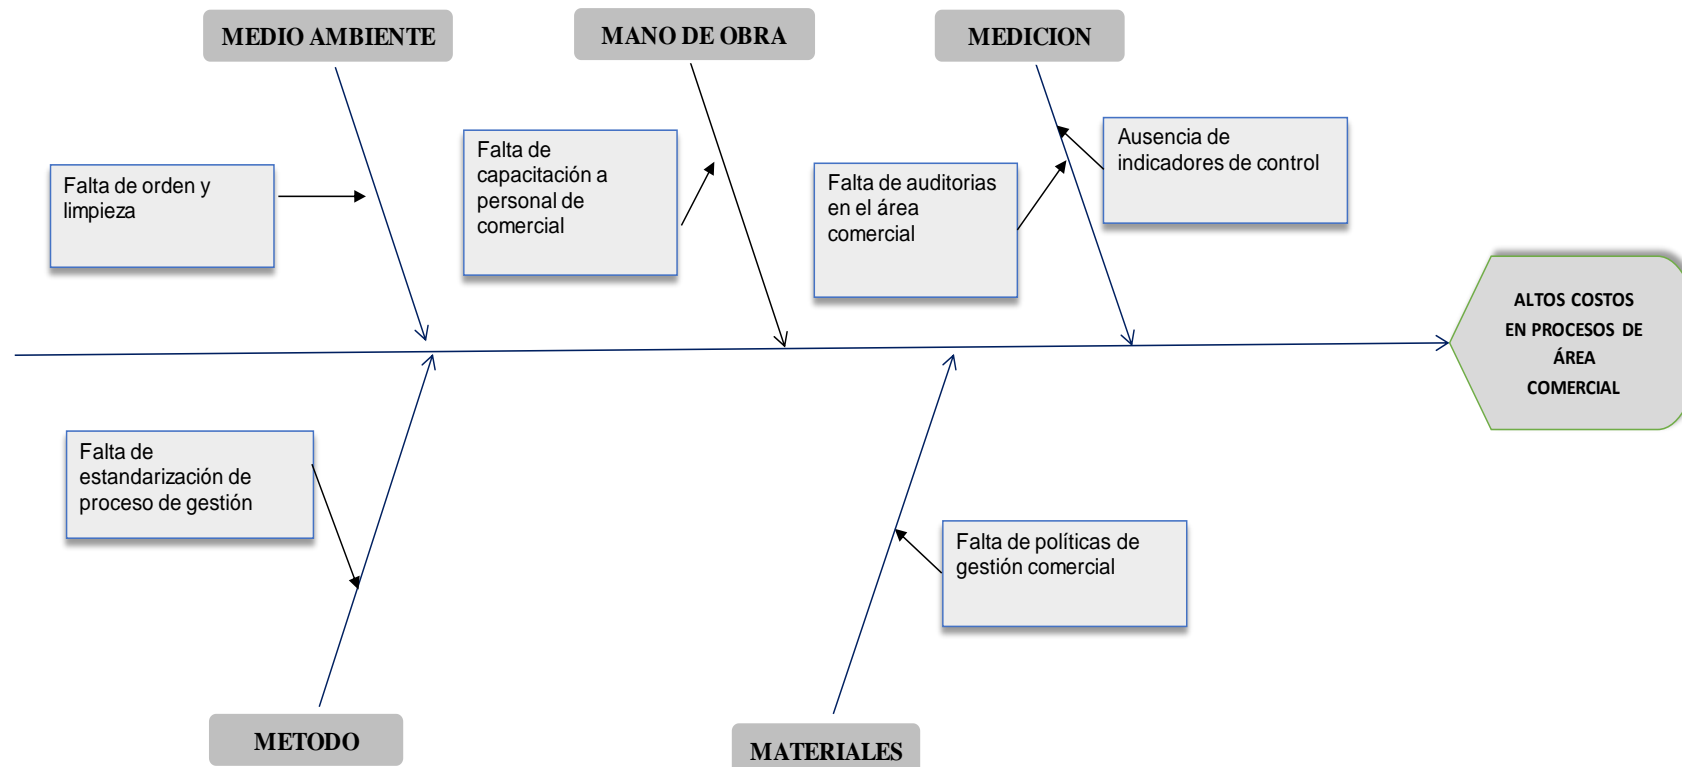 MEDIO AMBIENTE
MANO DE OBRA
MEDICION
Falta de orden y
limpieza
Falta de
capacitación a
personal de
comercial
Falta de auditorias
en el área
comercial
Ausencia de
indicadores de control
ALTOS COSTOS
EN PROCESOS DE
ÁREA
COMERCIAL
Falta de
estandarización de
proceso de gestión
Falta de políticas de
gestión comercial
METODO
MATERIALES